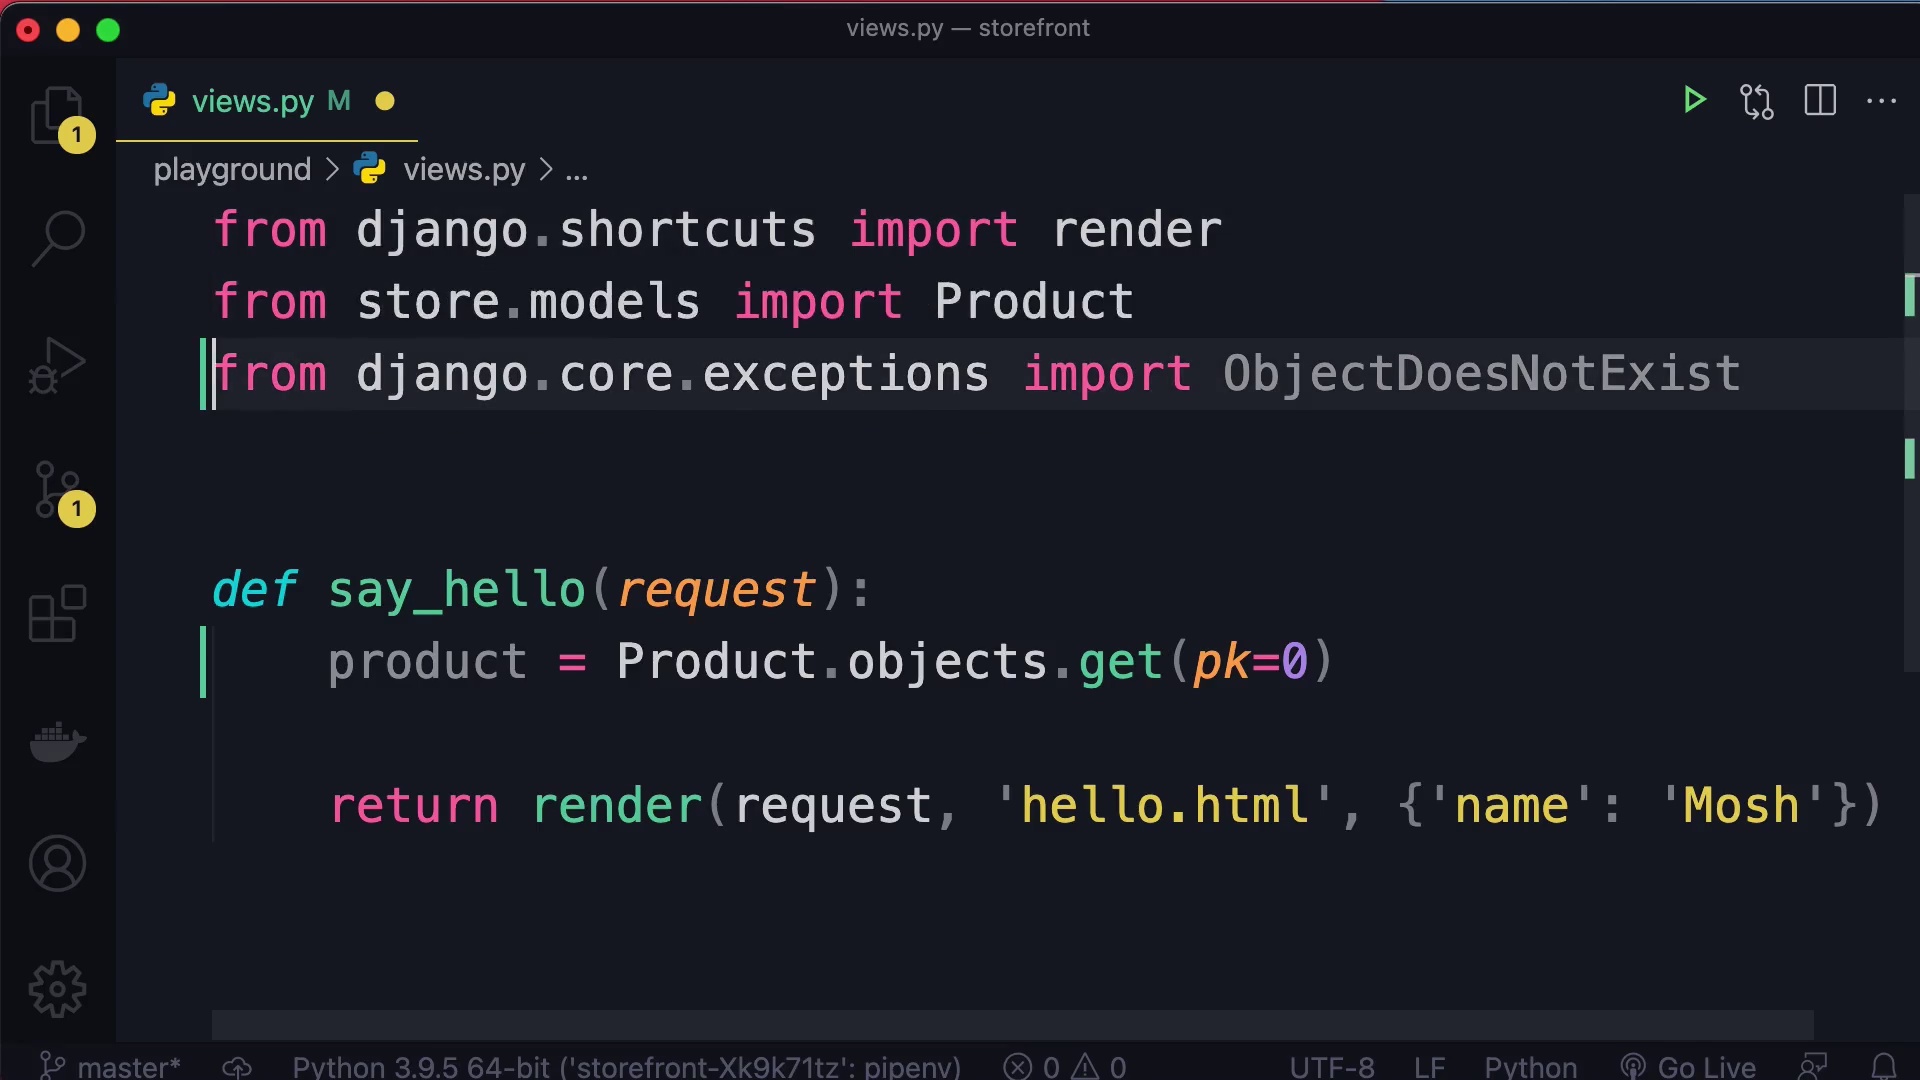 views.py — storefront
views.py M
1
playground > views.py > ...
from django.shortcuts import render
from store.models import Product
from django.core.exceptions import ObjectDoesNotExist
1
def say_hello(request):
    product = Product.objects.get(pk=0)
    return render(request, 'hello.html', {'name': 'Mosh'})
master* Python 3.9.5 64-bit ('storefront-Xk9k71tz': pipenv) 0 0 UTF-8 LF Python Go Live